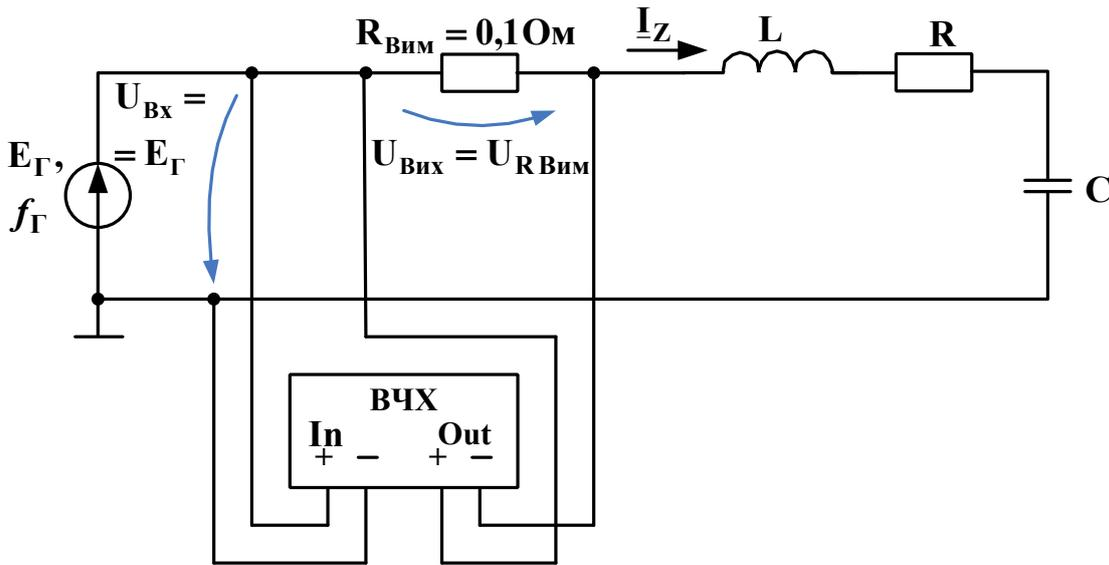 R_Вим = 0,1Ом
I_Z
L
R
U_Вх =
= E_Г
E_Г,
f_Г
U_Вих = U_R Вим
C
ВЧХ
In
Out
+ −
+ −